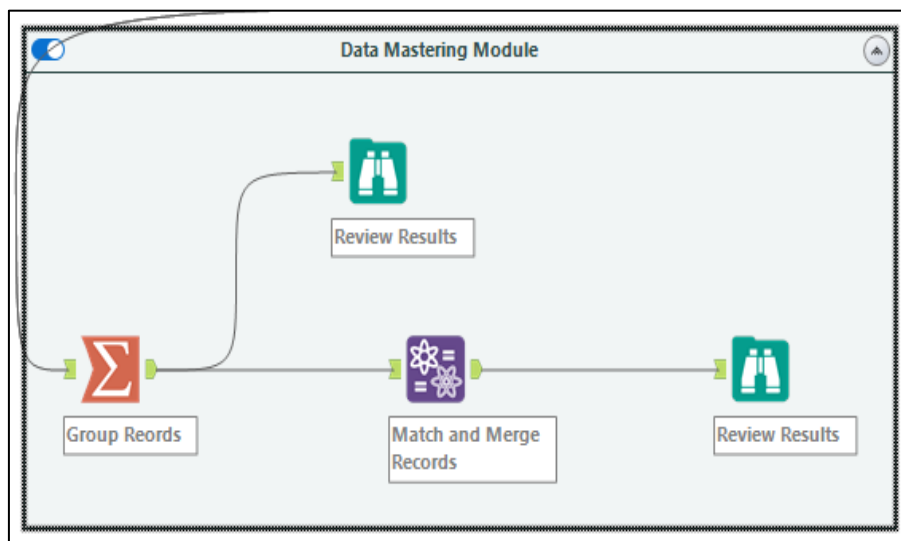 Data Mastering Module
Review Results
Group Reords
Match and Merge
Records
Review Results